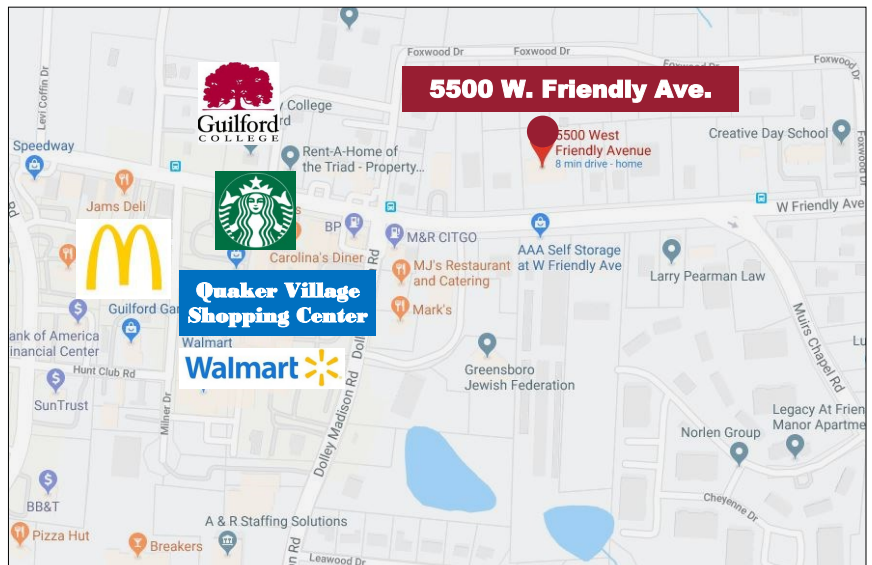 Foxwood Dr
Foxwood Dr
Foxwood Dr
Foxwood Dr
5500 W. Friendly Ave.
Levi Coffin Dr
Guilford
COLLEGE
College
Speedway
Rent-A-Home of
the Triad - Property...
5500 West
Friendly Avenue
8 min drive - home
Creative Day School
Foxwood Dr
Jams Deli
W Friendly Ave
BP
M&R CITGO
AAA Self Storage
at W Friendly Ave
Carolina's Diner
MJ's Restaurant
and Catering
Larry Pearman Law
Quaker Village
Shopping Center
Guilford Gar
Mark's
Muirs Chapel Rd
ank of America
inancial Center
Walmart
Walmart
Hunt Club Rd
Greensboro
Jewish Federation
SunTrust
Milner Dr
Dolley Madison Rd
Legacy At Frien
Manor Apartme
Norlen Group
BB&T
Cheyenne Dr
A & R Staffing Solutions
Pizza Hut
Breakers
Leawood Dr